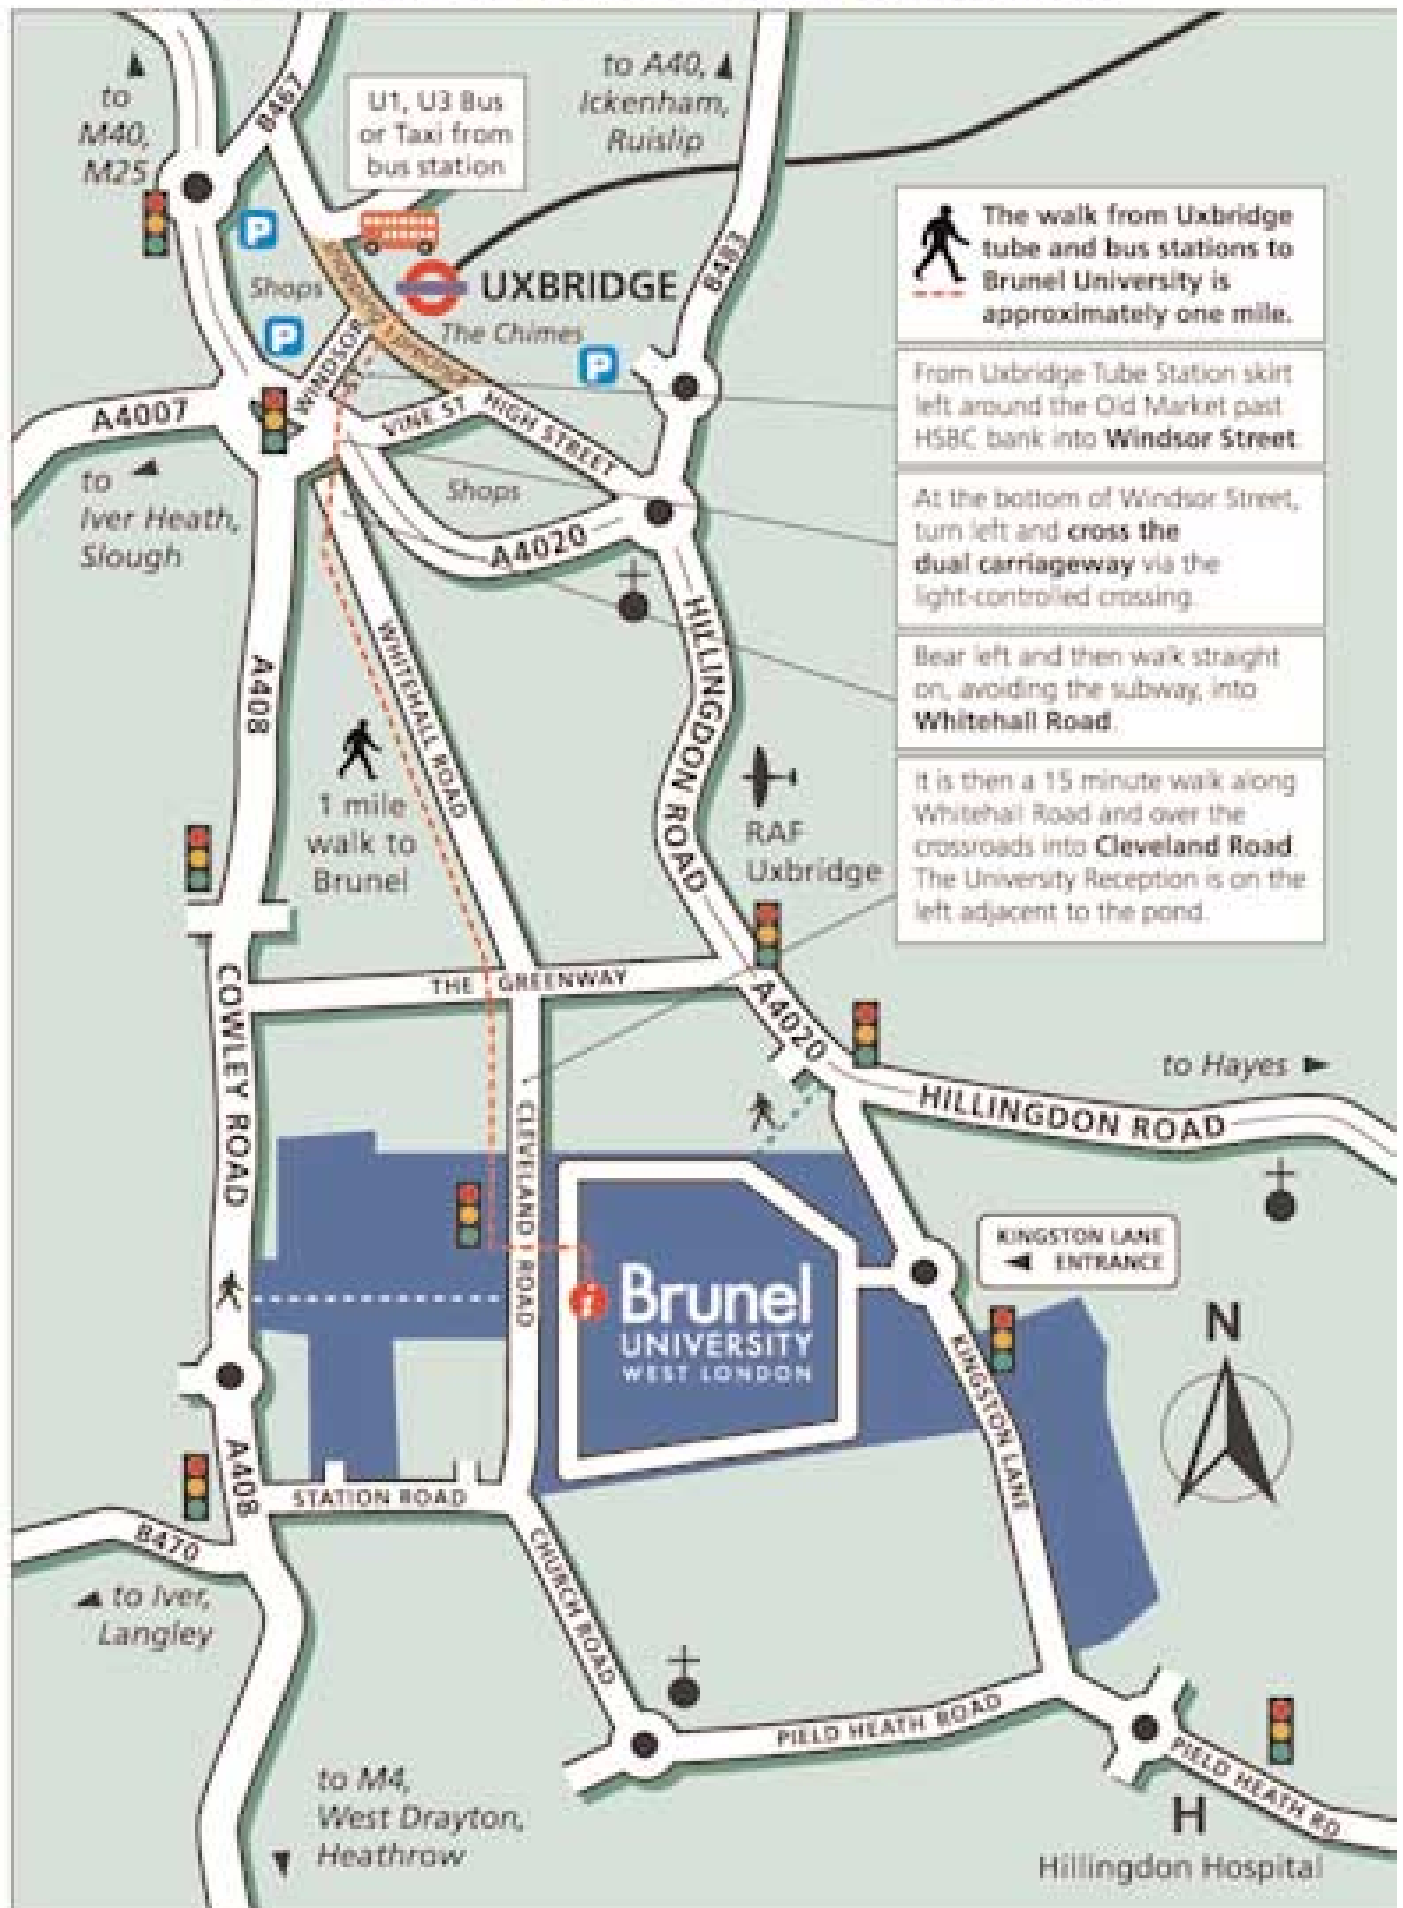 to
M40,
M25
B467
U1, U3 Bus
or Taxi from
bus station
to A40,
Ickenham,
Ruislip
B483
P
Shops
UXBRIDGE
The Chimes
P
P
WINDSOR
ST
A4007
VINE ST
HIGH STREET
to
Iver Heath,
Slough
Shops
A4020
The walk from Uxbridge
tube and bus stations to
Brunel University is
approximately one mile.
From Uxbridge Tube Station skirt
left around the Old Market past
HSBC bank into Windsor Street.
At the bottom of Windsor Street,
turn left and cross the
dual carriageway via the
light-controlled crossing.
Bear left and then walk straight
on, avoiding the subway, into
Whitehall Road.
It is then a 15 minute walk along
Whitehall Road and over the
crossroads into Cleveland Road.
The University Reception is on the
left adjacent to the pond.
A408
WHITEHALL ROAD
HILLINGDON ROAD
1 mile
walk to
Brunel
RAF
Uxbridge
THE GREENWAY
A4020
COWLEY ROAD
CLEVELAND ROAD
to Hayes
HILLINGDON ROAD
KINGSTON LANE
ENTRANCE
i
Brunel
UNIVERSITY
WEST LONDON
KINGSTON LANE
N
A408
STATION ROAD
B470
to Iver,
Langley
CHURCH ROAD
PIELD HEATH ROAD
PIELD HEATH RD
to M4,
West Drayton,
Heathrow
H
Hillingdon Hospital